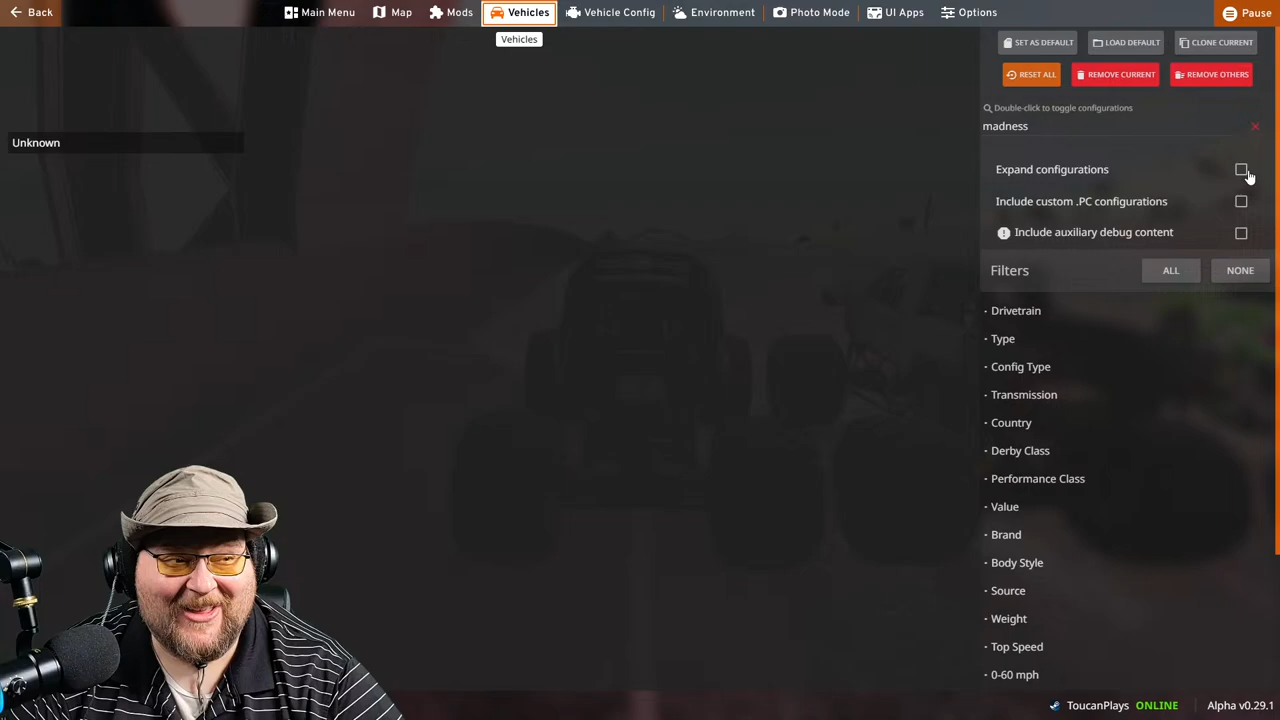 Back
Main Menu
Map
Mods
Vehicles
Vehicle Config
Environment
Photo Mode
UI Apps
Options
Pause
Vehicles
SET AS DEFAULT
LOAD DEFAULT
CLONE CURRENT
RESET ALL
REMOVE CURRENT
REMOVE OTHERS
Double-click to toggle configurations
madness
Unknown
Expand configurations
Include custom .PC configurations
Include auxiliary debug content
Filters
ALL
NONE
- Drivetrain
- Type
- Config Type
- Transmission
- Country
- Derby Class
- Performance Class
- Value
- Brand
- Body Style
- Source
- Weight
- Top Speed
- 0-60 mph
ToucanPlays ONLINE
Alpha v0.29.1